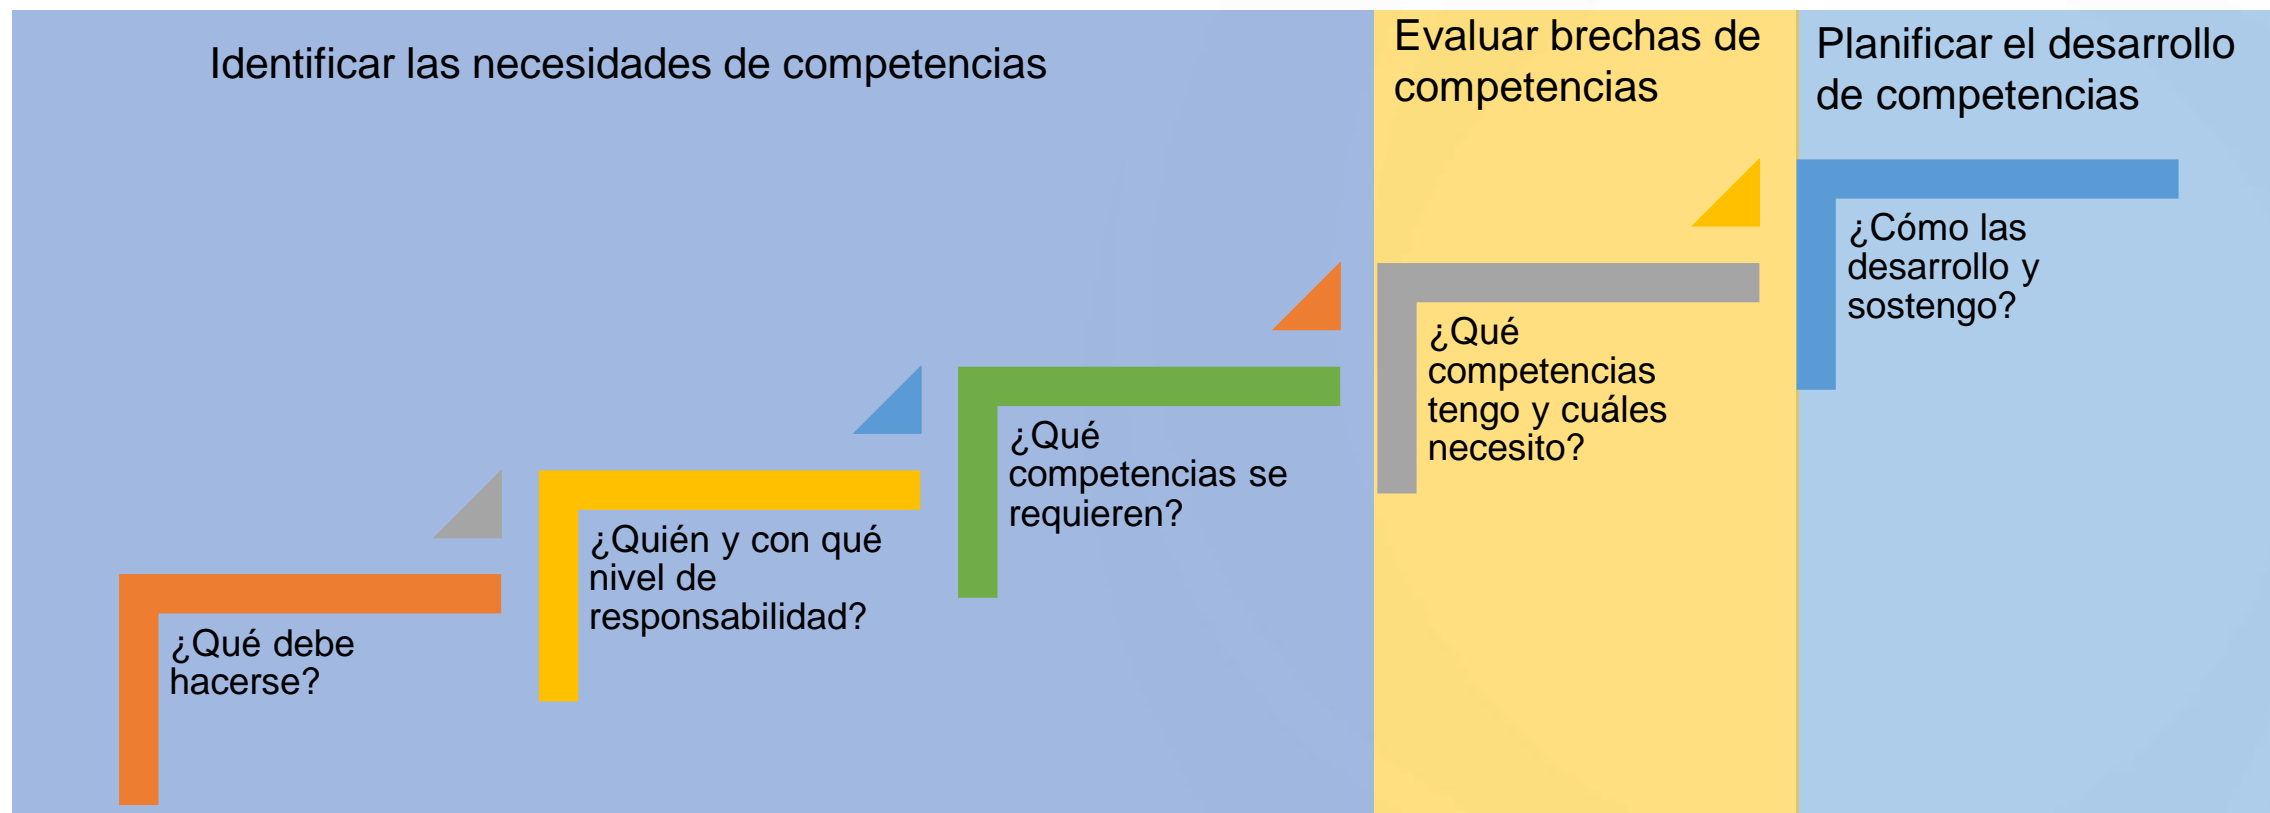 Identificar las necesidades de competencias
Evaluar brechas de
competencias
Planificar el desarrollo
de competencias
¿Qué debe
hacerse?
¿Quién y con qué
nivel de
responsabilidad?
¿Qué
competencias se
requieren?
¿Qué
competencias
tengo y cuáles
necesito?
¿Cómo las
desarrollo y
sostengo?